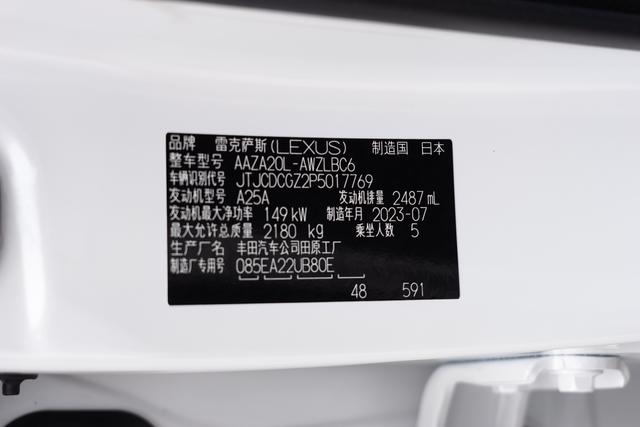 品牌 雷克萨斯(LEXUS) 制造国 日本
整车型号 AAZA20L-AWZLBC6
车辆识别代号 JTJCDCGZ2P5017769
发动机型号 A25A 发动机排量 2487 mL
发动机最大净功率 149 kW 制造年月 2023-07
最大允许总质量 2180 kg 乘坐人数 5
生产厂名 丰田汽车公司田原工厂
制造厂专用号 085EA22UB80E
48 591